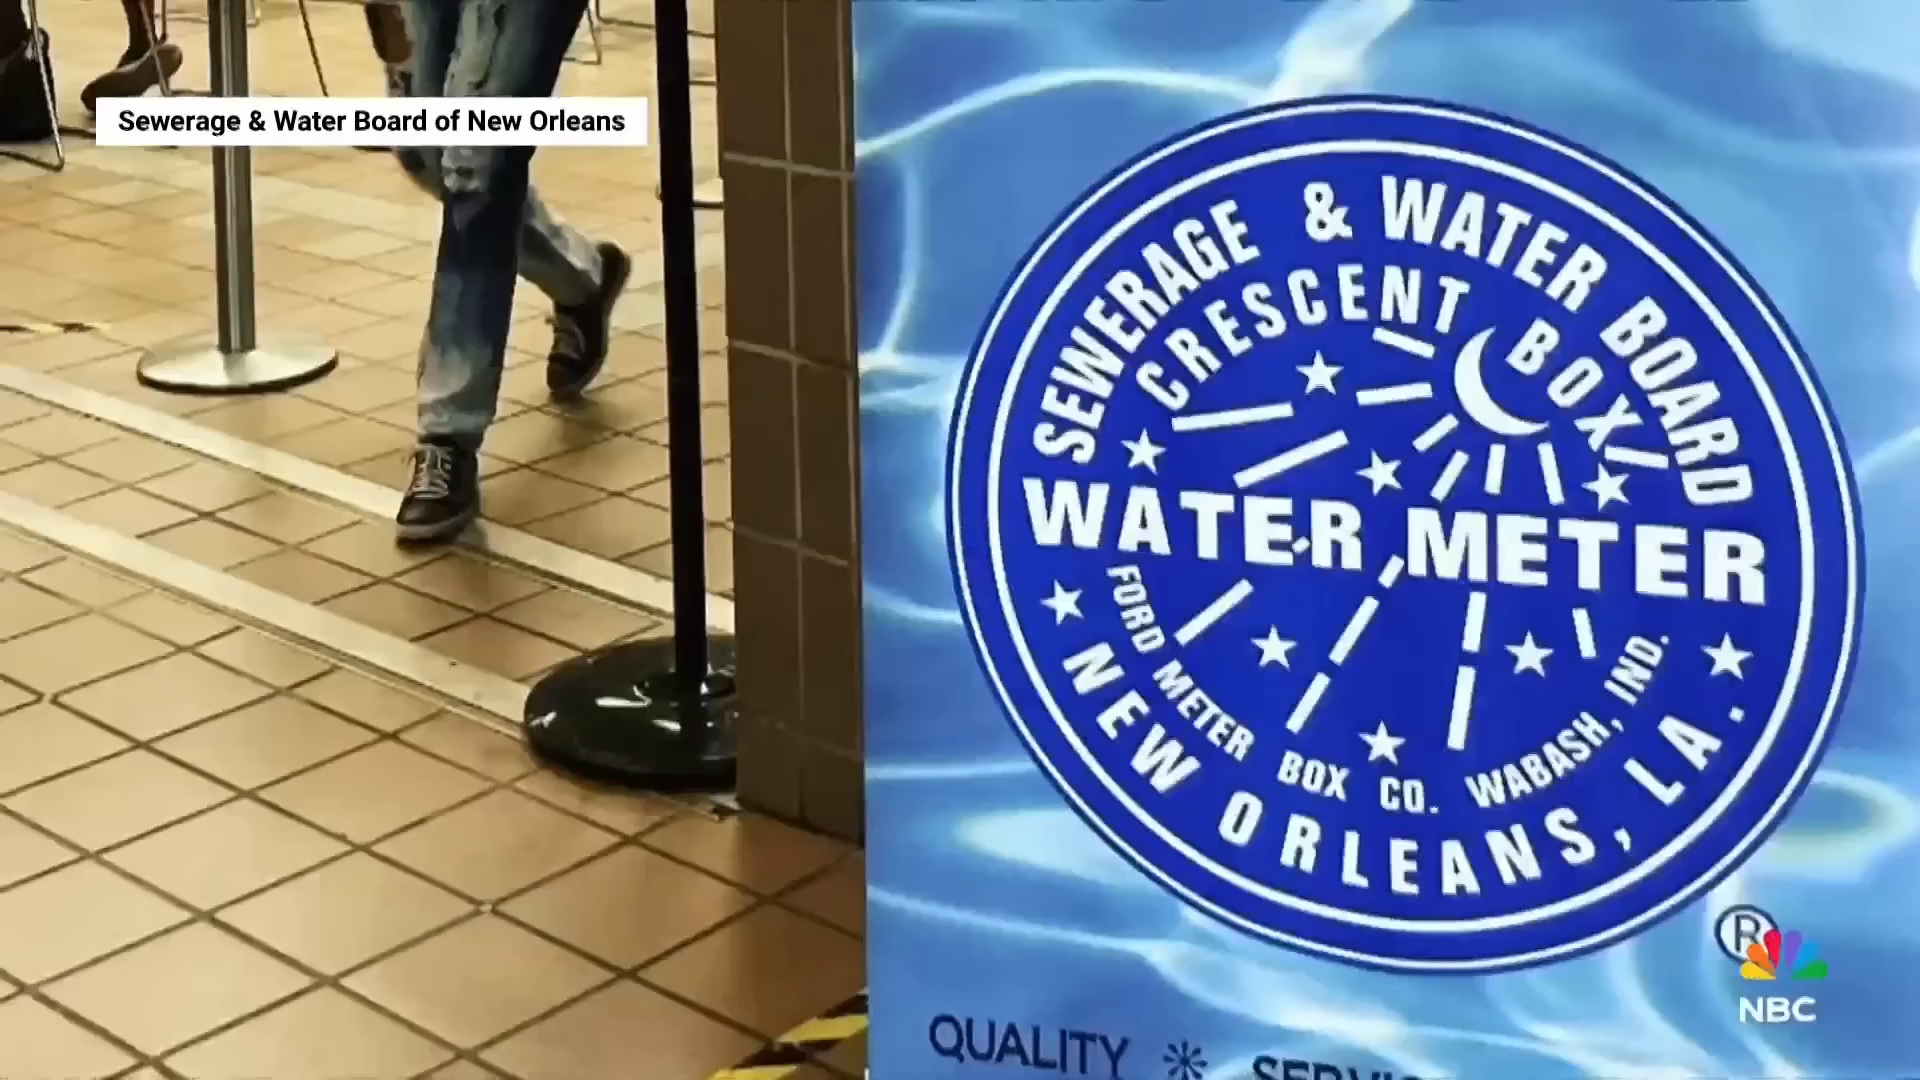 Sewerage & Water Board of New Orleans
SEWERAGE & WATER BOARD
CRESCENT BOX
WATER METER
FORD METER BOX CO. WABASH, IND.
NEW ORLEANS, LA.
®
NBC
QUALITY ✳